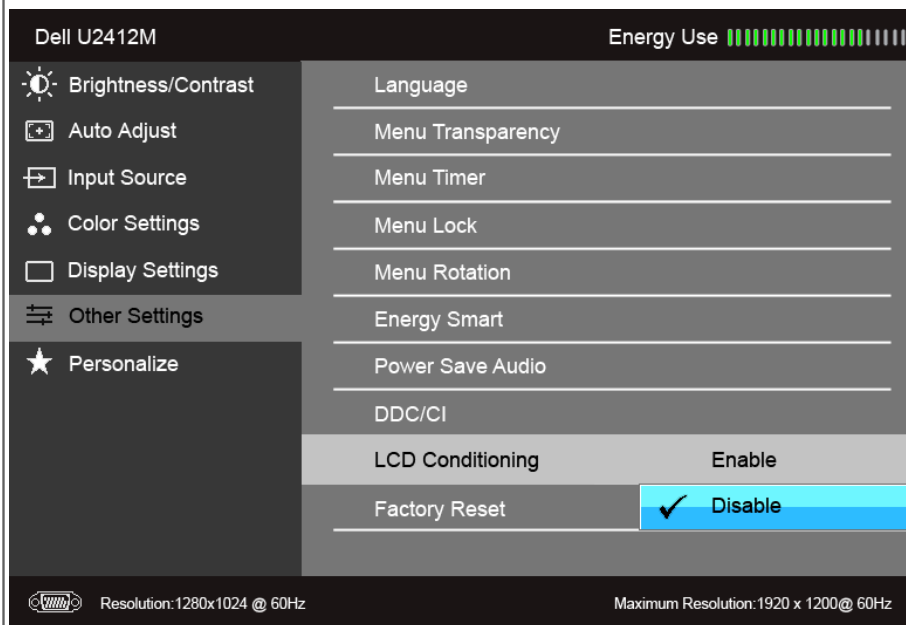 Dell U2412M Energy Use
Brightness/Contrast Language
Auto Adjust Menu Transparency
Input Source Menu Timer
Color Settings Menu Lock
Display Settings Menu Rotation
Other Settings Energy Smart
Personalize Power Save Audio
DDC/CI
LCD Conditioning Enable
Factory Reset Disable
Resolution:1280x1024 @ 60Hz Maximum Resolution:1920 x 1200@ 60Hz